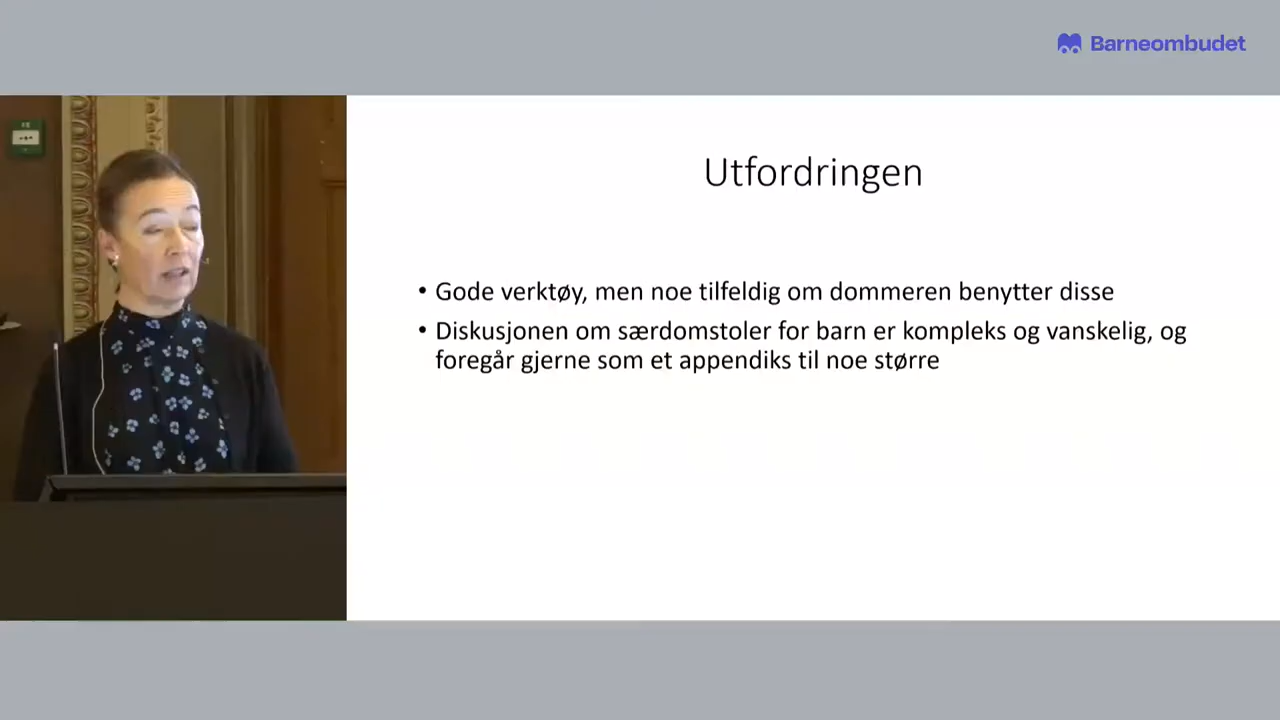 Barneombudet
Utfordringen
• Gode verktøy, men noe tilfeldig om dommeren benytter disse
• Diskusjonen om særdomstoler for barn er kompleks og vanskelig, og
foregår gjerne som et appendiks til noe større